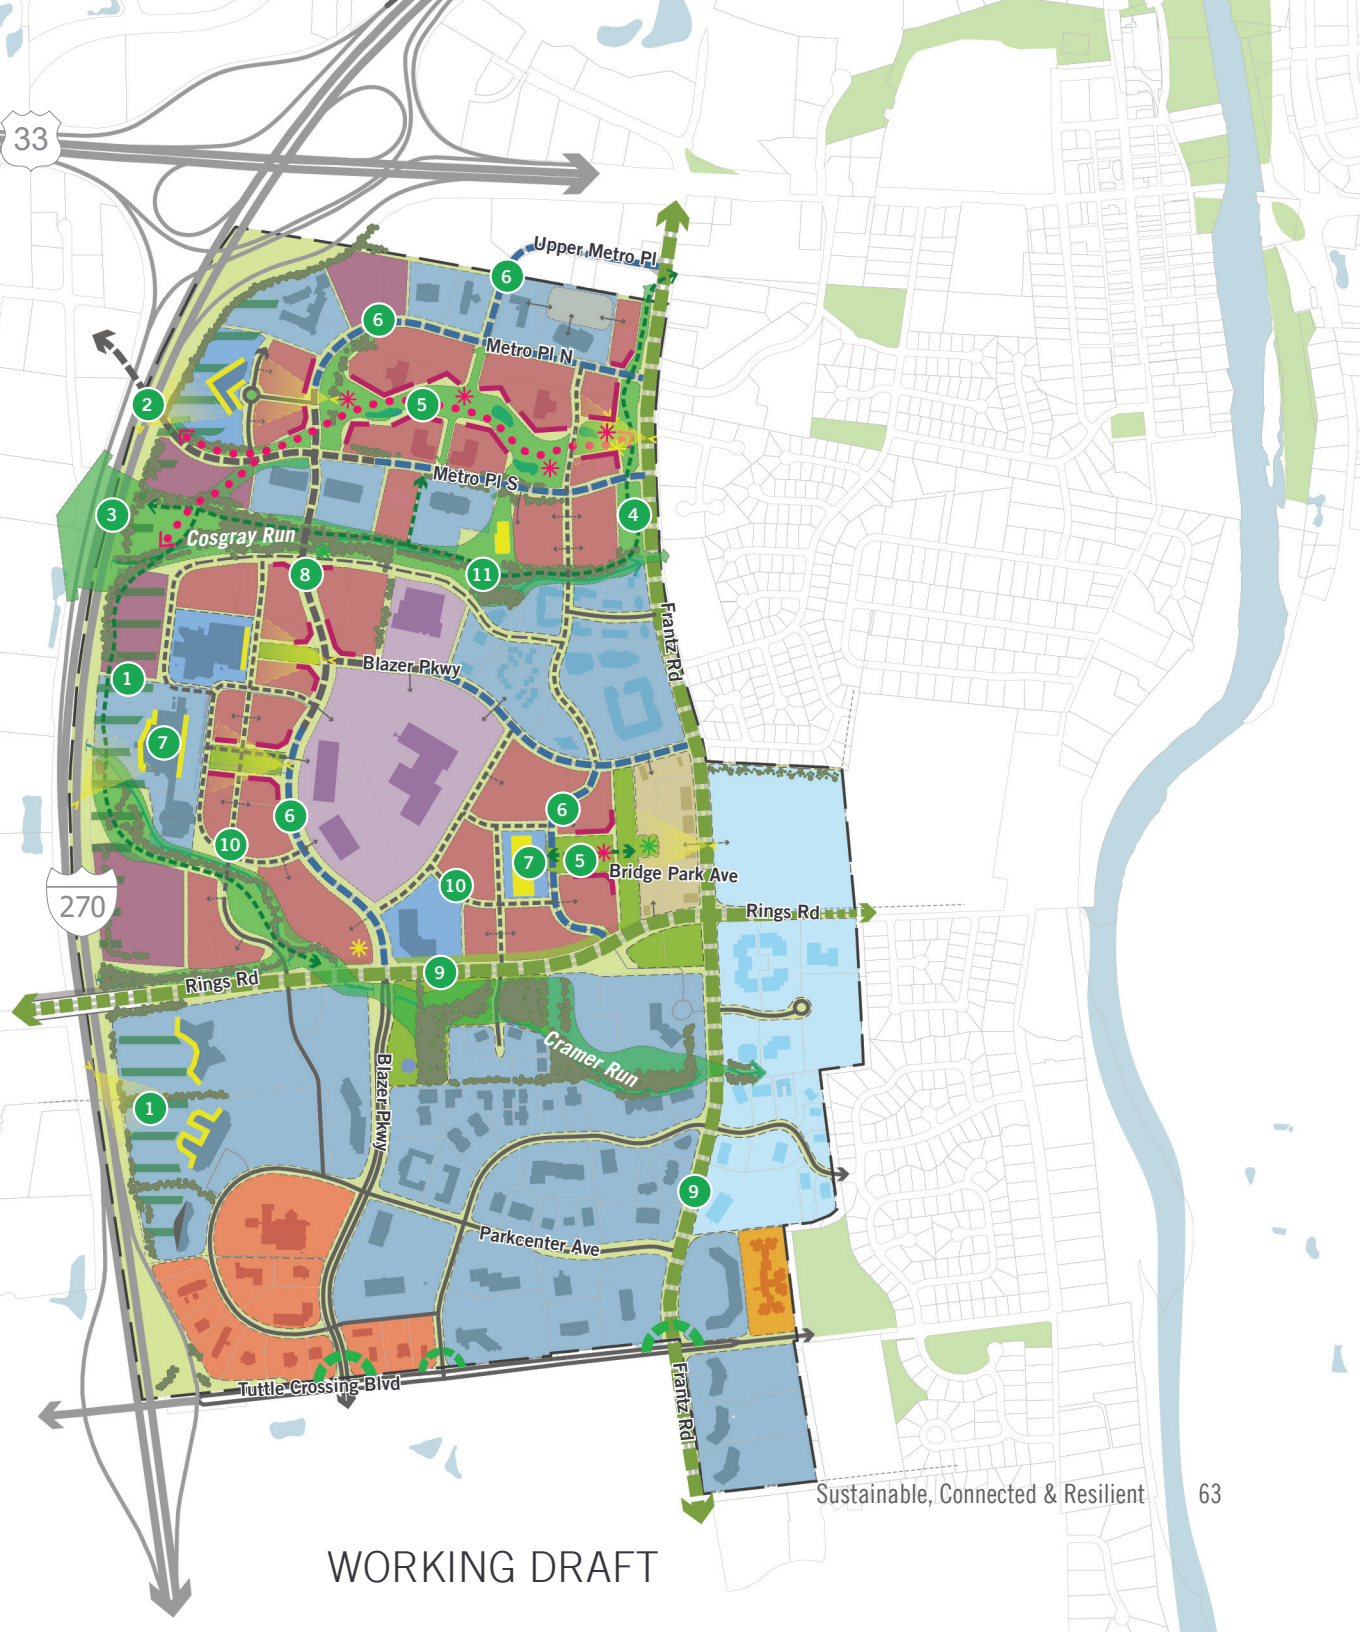 33
Upper Metro Pl
6
6
Metro Pl N
2
5
Metro Pl S
3
4
Cosgray Run
8
11
Frantz Rd
Blazer Pkwy
1
7
6
6
10
7
5
Bridge Park Ave
10
270
Rings Rd
9
Rings Rd
Cramer Run
Blazer Pkwy
1
9
Parkcenter Ave
Tuttle Crossing Blvd
Frantz Rd
Sustainable, Connected & Resilient 63
WORKING DRAFT